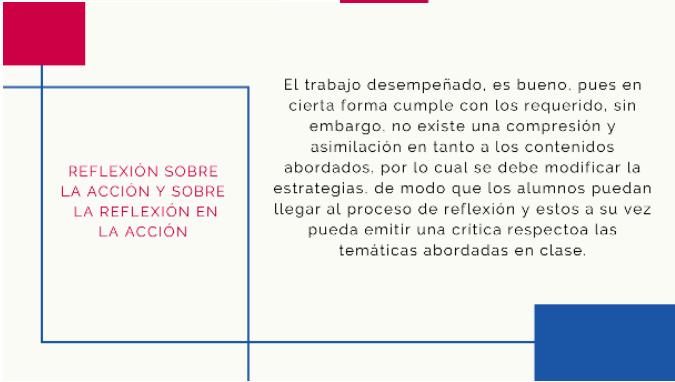 REFLEXIÓN SOBRE
LA ACCIÓN Y SOBRE
LA REFLEXIÓN EN
LA ACCIÓN
El trabajo desempeñado, es bueno, pues en
cierta forma cumple con los requerido, sin
embargo, no existe una compresión y
asimilación en tanto a los contenidos
abordados, por lo cual se debe modificar la
estrategias, de modo que los alumnos puedan
llegar al proceso de reflexión y estos a su vez
pueda emitir una critica respectoa las
temáticas abordadas en clase.